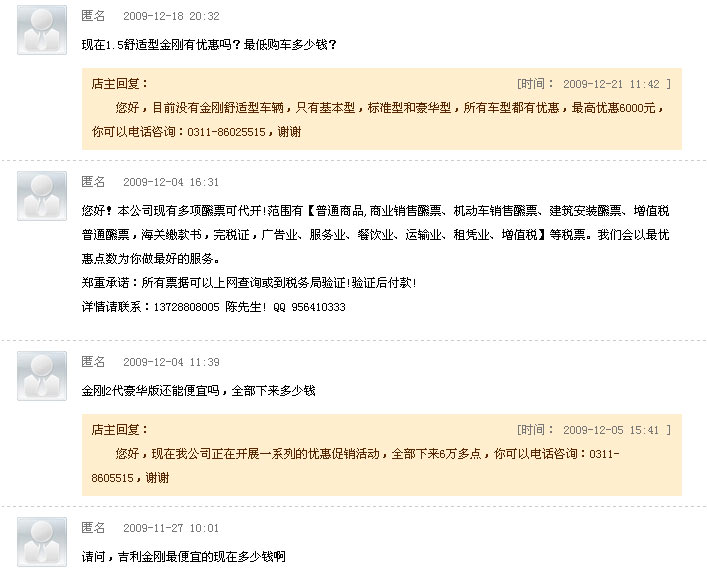 匿名 2009-12-18 20:32
现在1.5舒适型金刚有优惠吗？最低购车多少钱？
店主回复： [时间： 2009-12-21 11:42 ]
您好，目前没有金刚舒适型车辆，只有基本型，标准型和豪华型，所有车型都有优惠，最高优惠6000元，
你可以电话咨询：0311-86025515，谢谢
匿名 2009-12-04 16:31
您好！本公司现有多项醱票可代开!范围有【普通商品,商业销售醱票、机动车销售醱票、建筑安装醱票、增值税
普通醱票，海关缴款书，完税证，广告业、服务业、餐饮业、运输业、租凭业、增值税】等税票。我们会以最优
惠点数为你做最好的服务。
郑重承诺：所有票据可以上网查询或到税务局验证!验证后付款!
详情请联系：13728808005 陈先生! QQ 956410333
匿名 2009-12-04 11:39
金刚2代豪华版还能便宜吗，全部下来多少钱
店主回复： [时间： 2009-12-05 15:41 ]
您好，现在我公司正在开展一系列的优惠促销活动，全部下来6万多点，你可以电话咨询：0311-
8605515，谢谢
匿名 2009-11-27 10:01
请问，吉利金刚最便宜的现在多少钱啊